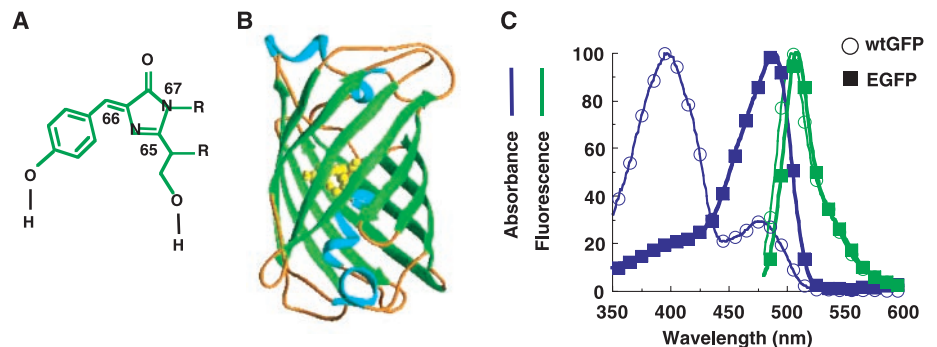 A
O
67
N
R
66
N
65
R
O
H
O
H
B
C
Absorbance
Fluorescence
100
80
60
40
20
0
350 400 450 500 550 600
Wavelength (nm)
wtGFP
EGFP